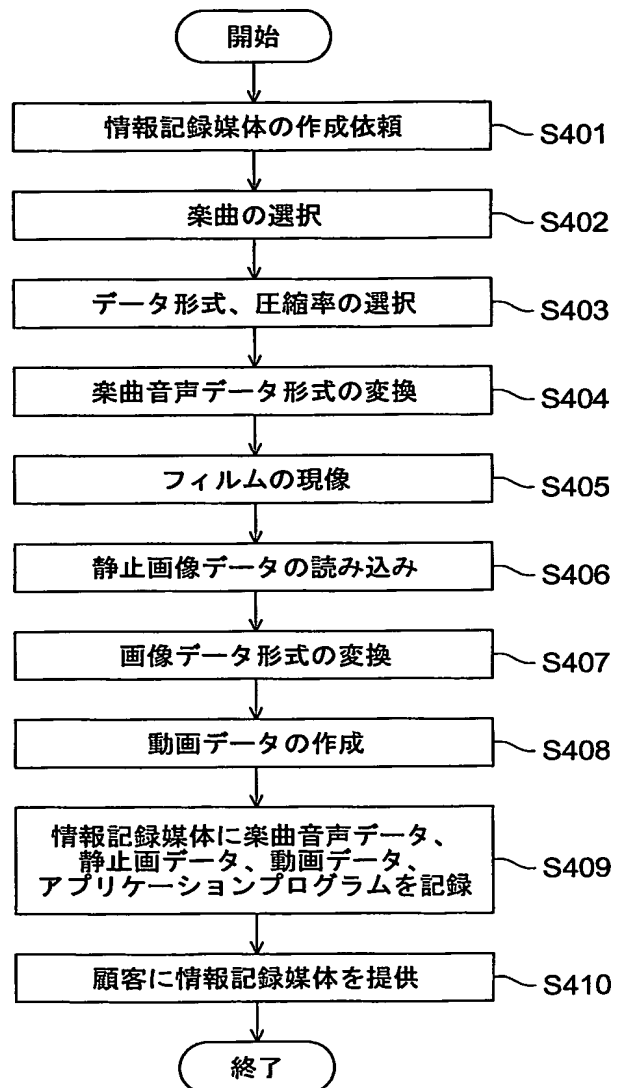 開始
情報記録媒体の作成依頼
S401
楽曲の選択
S402
データ形式、圧縮率の選択
S403
楽曲音声データ形式の変換
S404
フィルムの現像
S405
静止画像データの読み込み
S406
画像データ形式の変換
S407
動画データの作成
S408
情報記録媒体に楽曲音声データ、
静止画データ、動画データ、
アプリケーションプログラムを記録
S409
顧客に情報記録媒体を提供
S410
終了